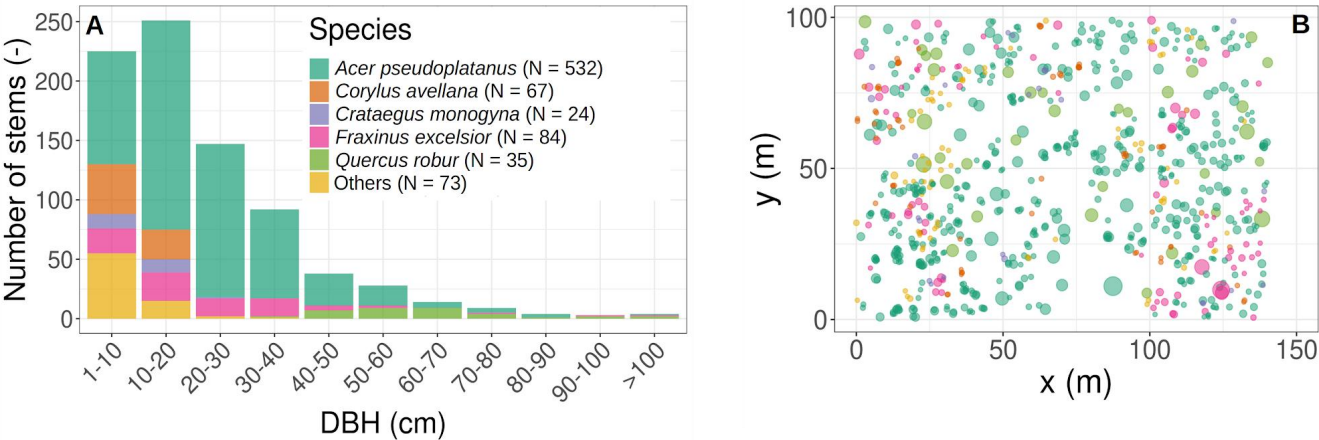 A
Number of stems (-)
250
200
150
100
50
0
Species
Acer pseudoplatanus (N = 532)
Corylus avellana (N = 67)
Crataegus monogyna (N = 24)
Fraxinus excelsior (N = 84)
Quercus robur (N = 35)
Others (N = 73)
1-10
10-20
20-30
30-40
40-50
50-60
60-70
70-80
80-90
90-100
>100
DBH (cm)
B
y (m)
100
50
0
0 50 100 150
x (m)